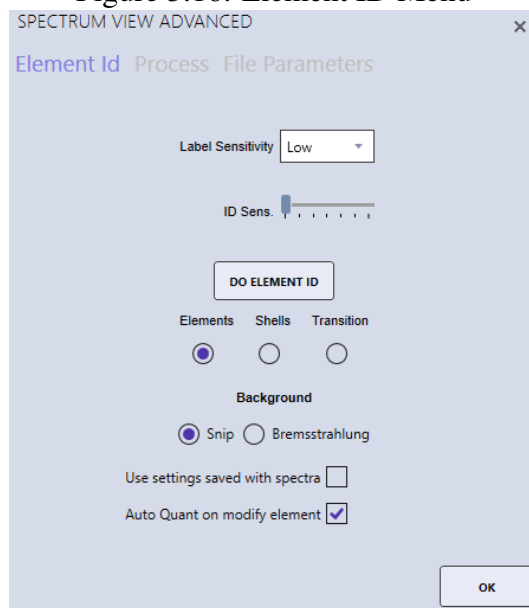 Figure 3.18: Element ID Menu
SPECTRUM VIEW ADVANCED ×
Element Id Process File Parameters
Label Sensitivity Low
ID Sens.
DO ELEMENT ID
Elements Shells Transition
Background
Snip Bremsstrahlung
Use settings saved with spectra
Auto Quant on modify element
OK